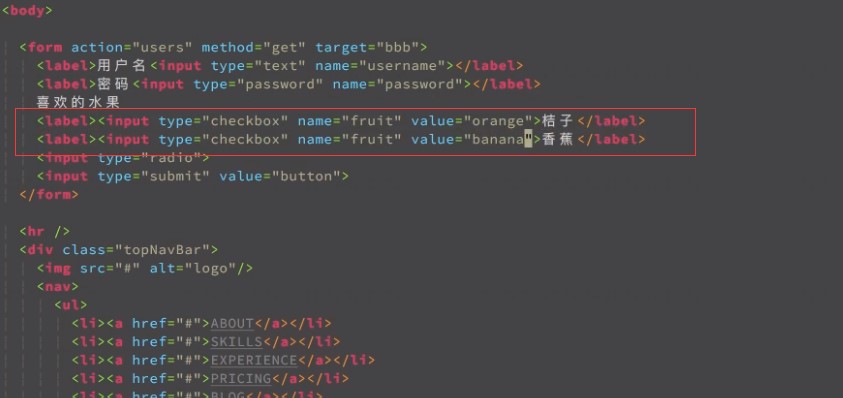 <body>
<form action="users" method="get" target="bbb">
<label>用户名<input type="text" name="username"></label>
<label>密码<input type="password" name="password"></label>
喜欢的水果
<label><input type="checkbox" name="fruit" value="orange">桔子</label>
<label><input type="checkbox" name="fruit" value="banana">香蕉</label>
<input type="radio">
<input type="submit" value="button">
</form>
<hr />
<div class="topNavBar">
<img src="#" alt="logo"/>
<nav>
<ul>
<li><a href="#">ABOUT</a></li>
<li><a href="#">SKILLS</a></li>
<li><a href="#">EXPERIENCE</a></li>
<li><a href="#">PRICING</a></li>
<li><a href="#">BLOG</a></li>